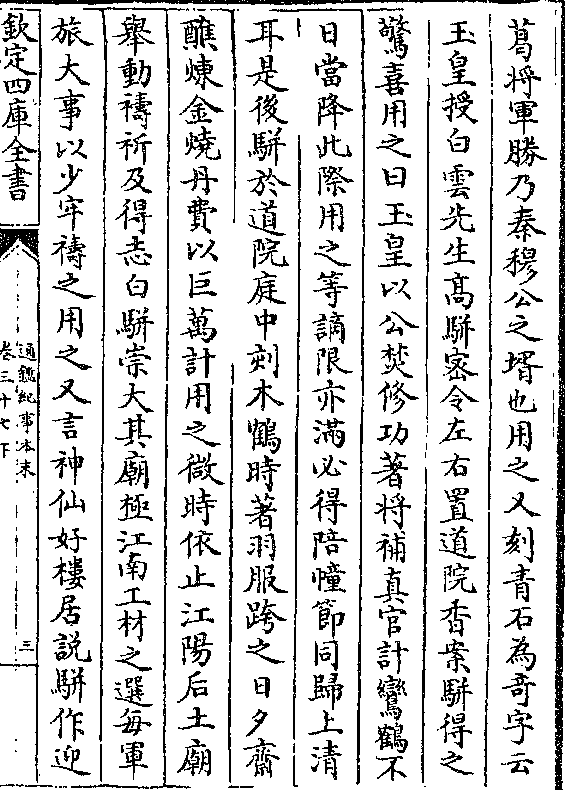 葛將軍勝乃秦穆公之壻也用之又刻青石為竒字云
玉皇授白雲先生髙駢宻令左右置道院香案駢得之
驚喜用之曰玉皇以公焚修功著將補真官計鸞鶴不
日當降此際用之等謫限亦滿必得陪幢節同歸上清
耳是後駢於道院庭中刻木鶴時著羽服跨之日夕齋
醮煉金燒丹費以巨萬計用之微時依止江陽后土廟
舉動禱祈及得志白駢崇大其廟極江南工材之選每軍
旅大事以少牢禱之用之又言神仙好樓居説駢作迎
欽定四庫全書
通鑑紀事本末
卷三十七下
三